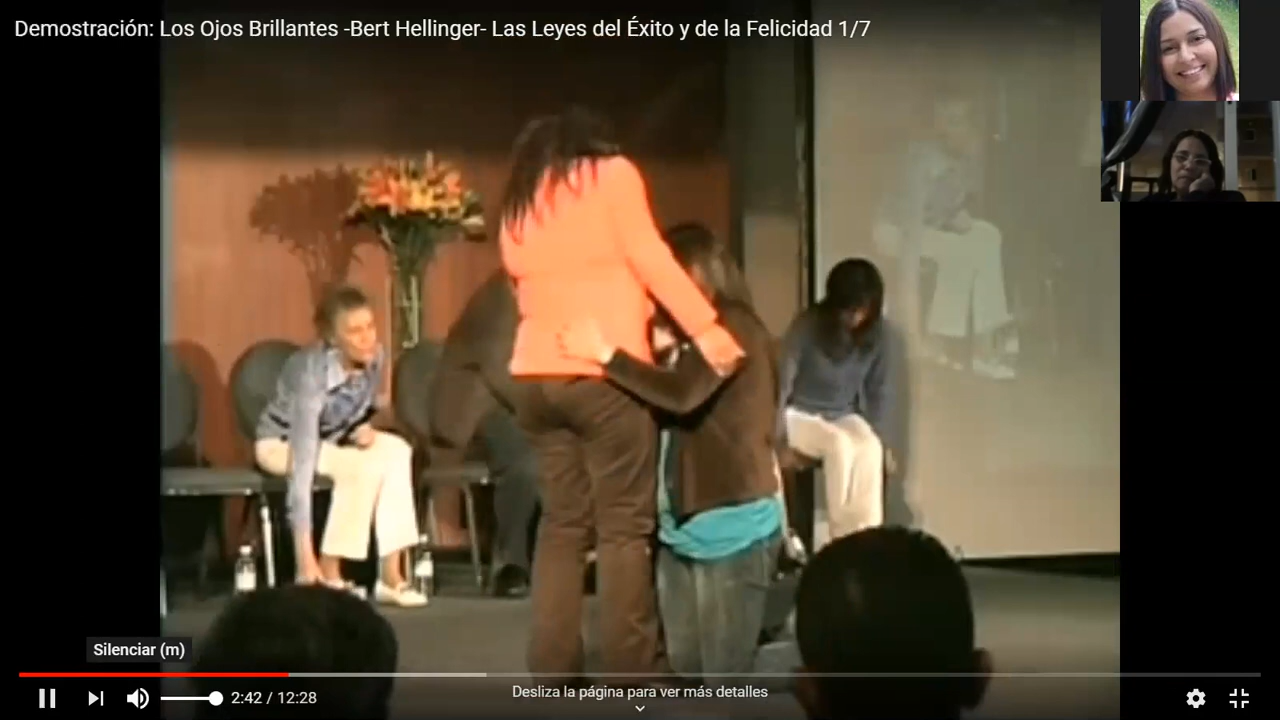 Demostración: Los Ojos Brillantes -Bert Hellinger- Las Leyes del Éxito y de la Felicidad 1/7
Silenciar (m)
2:42 / 12:28
Desliza la página para ver más detalles